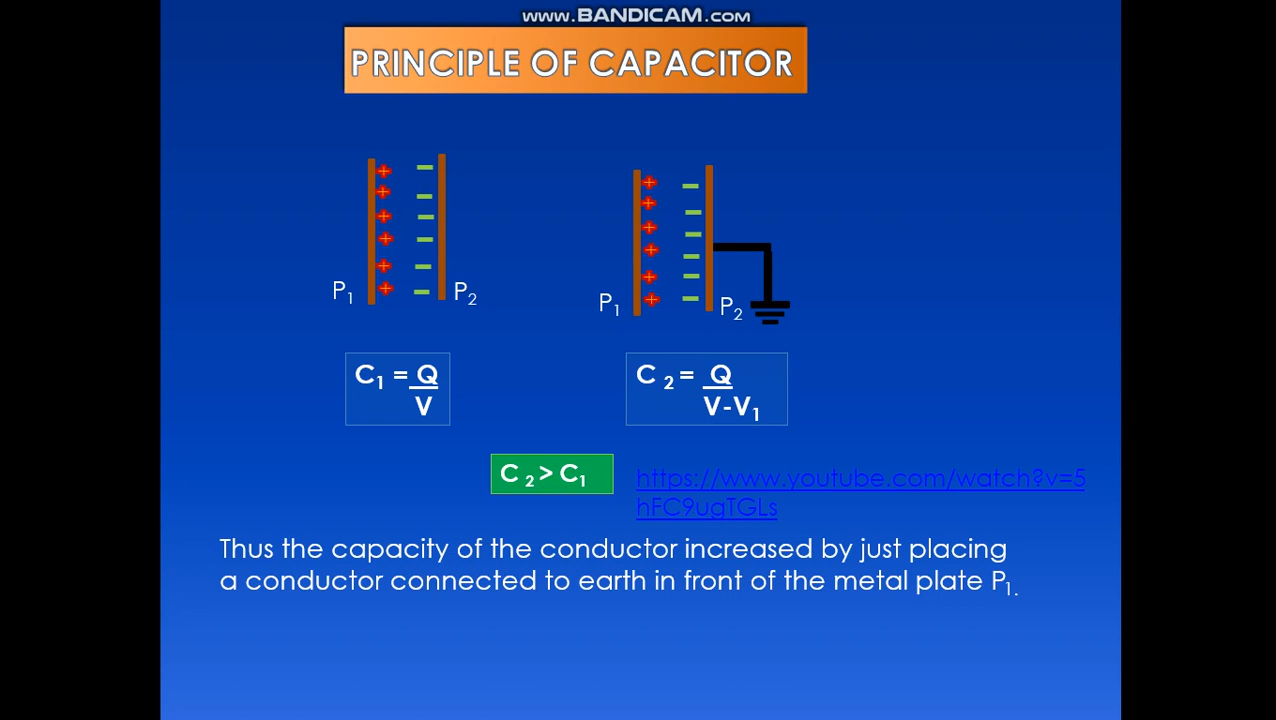 www.BANDICAM.com
PRINCIPLE OF CAPACITOR
P1 P2
P1 P2
C1 = Q
V
C 2 = Q
V-V1
C 2 > C1
https://www.youtube.com/watch?v=5
hFC9ugTGLs
Thus the capacity of the conductor increased by just placing
a conductor connected to earth in front of the metal plate P1.